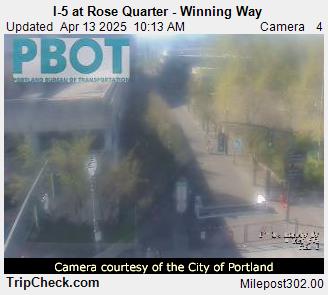 I-5 at Rose Quarter - Winning Way
Updated Apr 13 2025 10:13 AM Camera 4
PBOT
PORTLAND BUREAU OF TRANSPORTATION
Camera courtesy of the City of Portland
TripCheck.com Milepost302.00